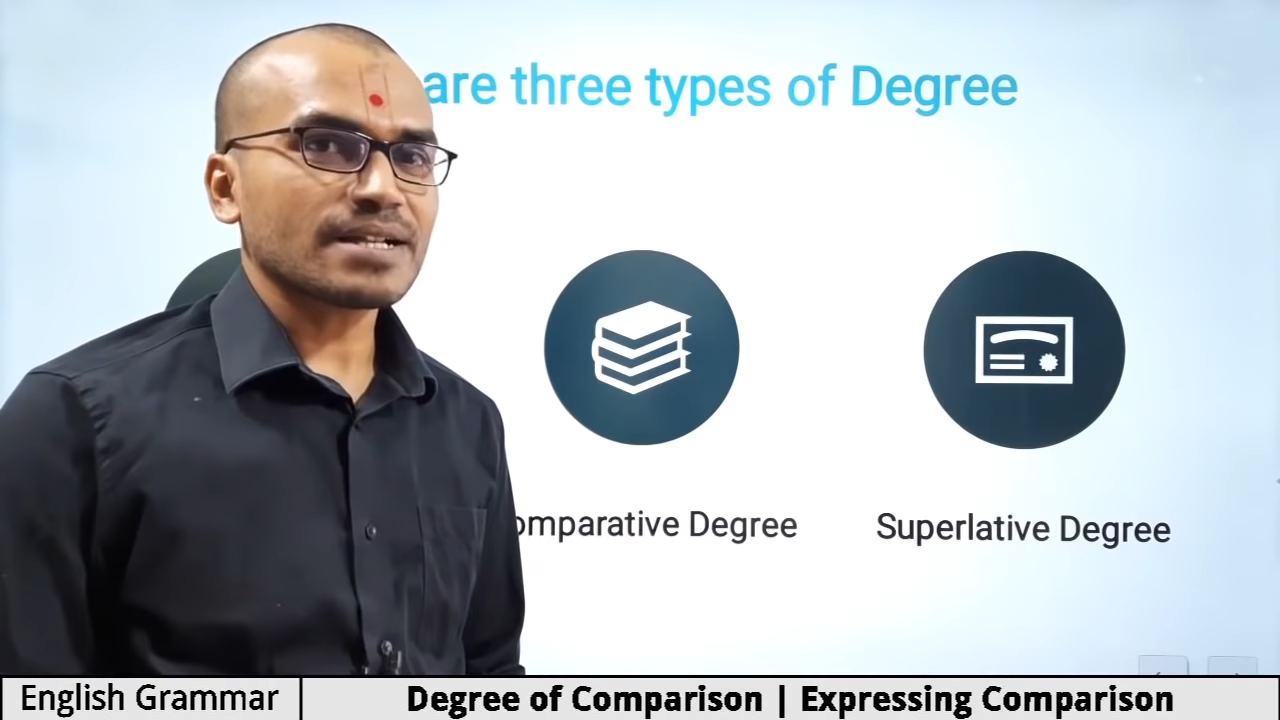 are three types of Degree
omparative Degree
Superlative Degree
English Grammar
Degree of Comparison | Expressing Comparison